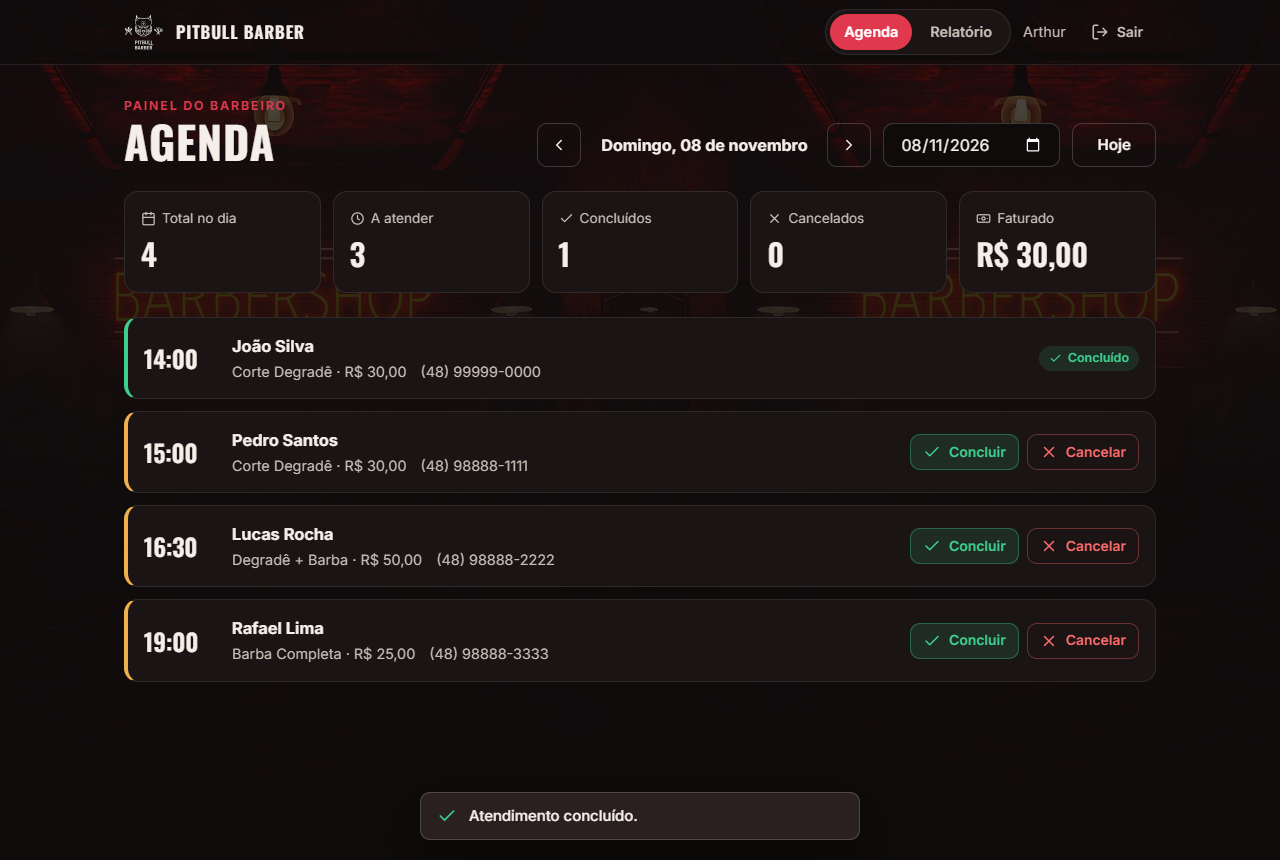 PITBULL BARBER
PITBULL BARBER
Agenda
Relatório
Arthur
Sair
PAINEL DO BARBEIRO
AGENDA
Domingo, 08 de novembro
08/11/2026
Hoje
Total no dia
4
A atender
3
Concluídos
1
Cancelados
0
Faturado
R$ 30,00
BARBERSHOP
BARBERSHOP
14:00
João Silva
Corte Degradê · R$ 30,00 (48) 99999-0000
Concluído
15:00
Pedro Santos
Corte Degradê · R$ 30,00 (48) 98888-1111
Concluir
Cancelar
16:30
Lucas Rocha
Degradê + Barba · R$ 50,00 (48) 98888-2222
Concluir
Cancelar
19:00
Rafael Lima
Barba Completa · R$ 25,00 (48) 98888-3333
Concluir
Cancelar
Atendimento concluído.